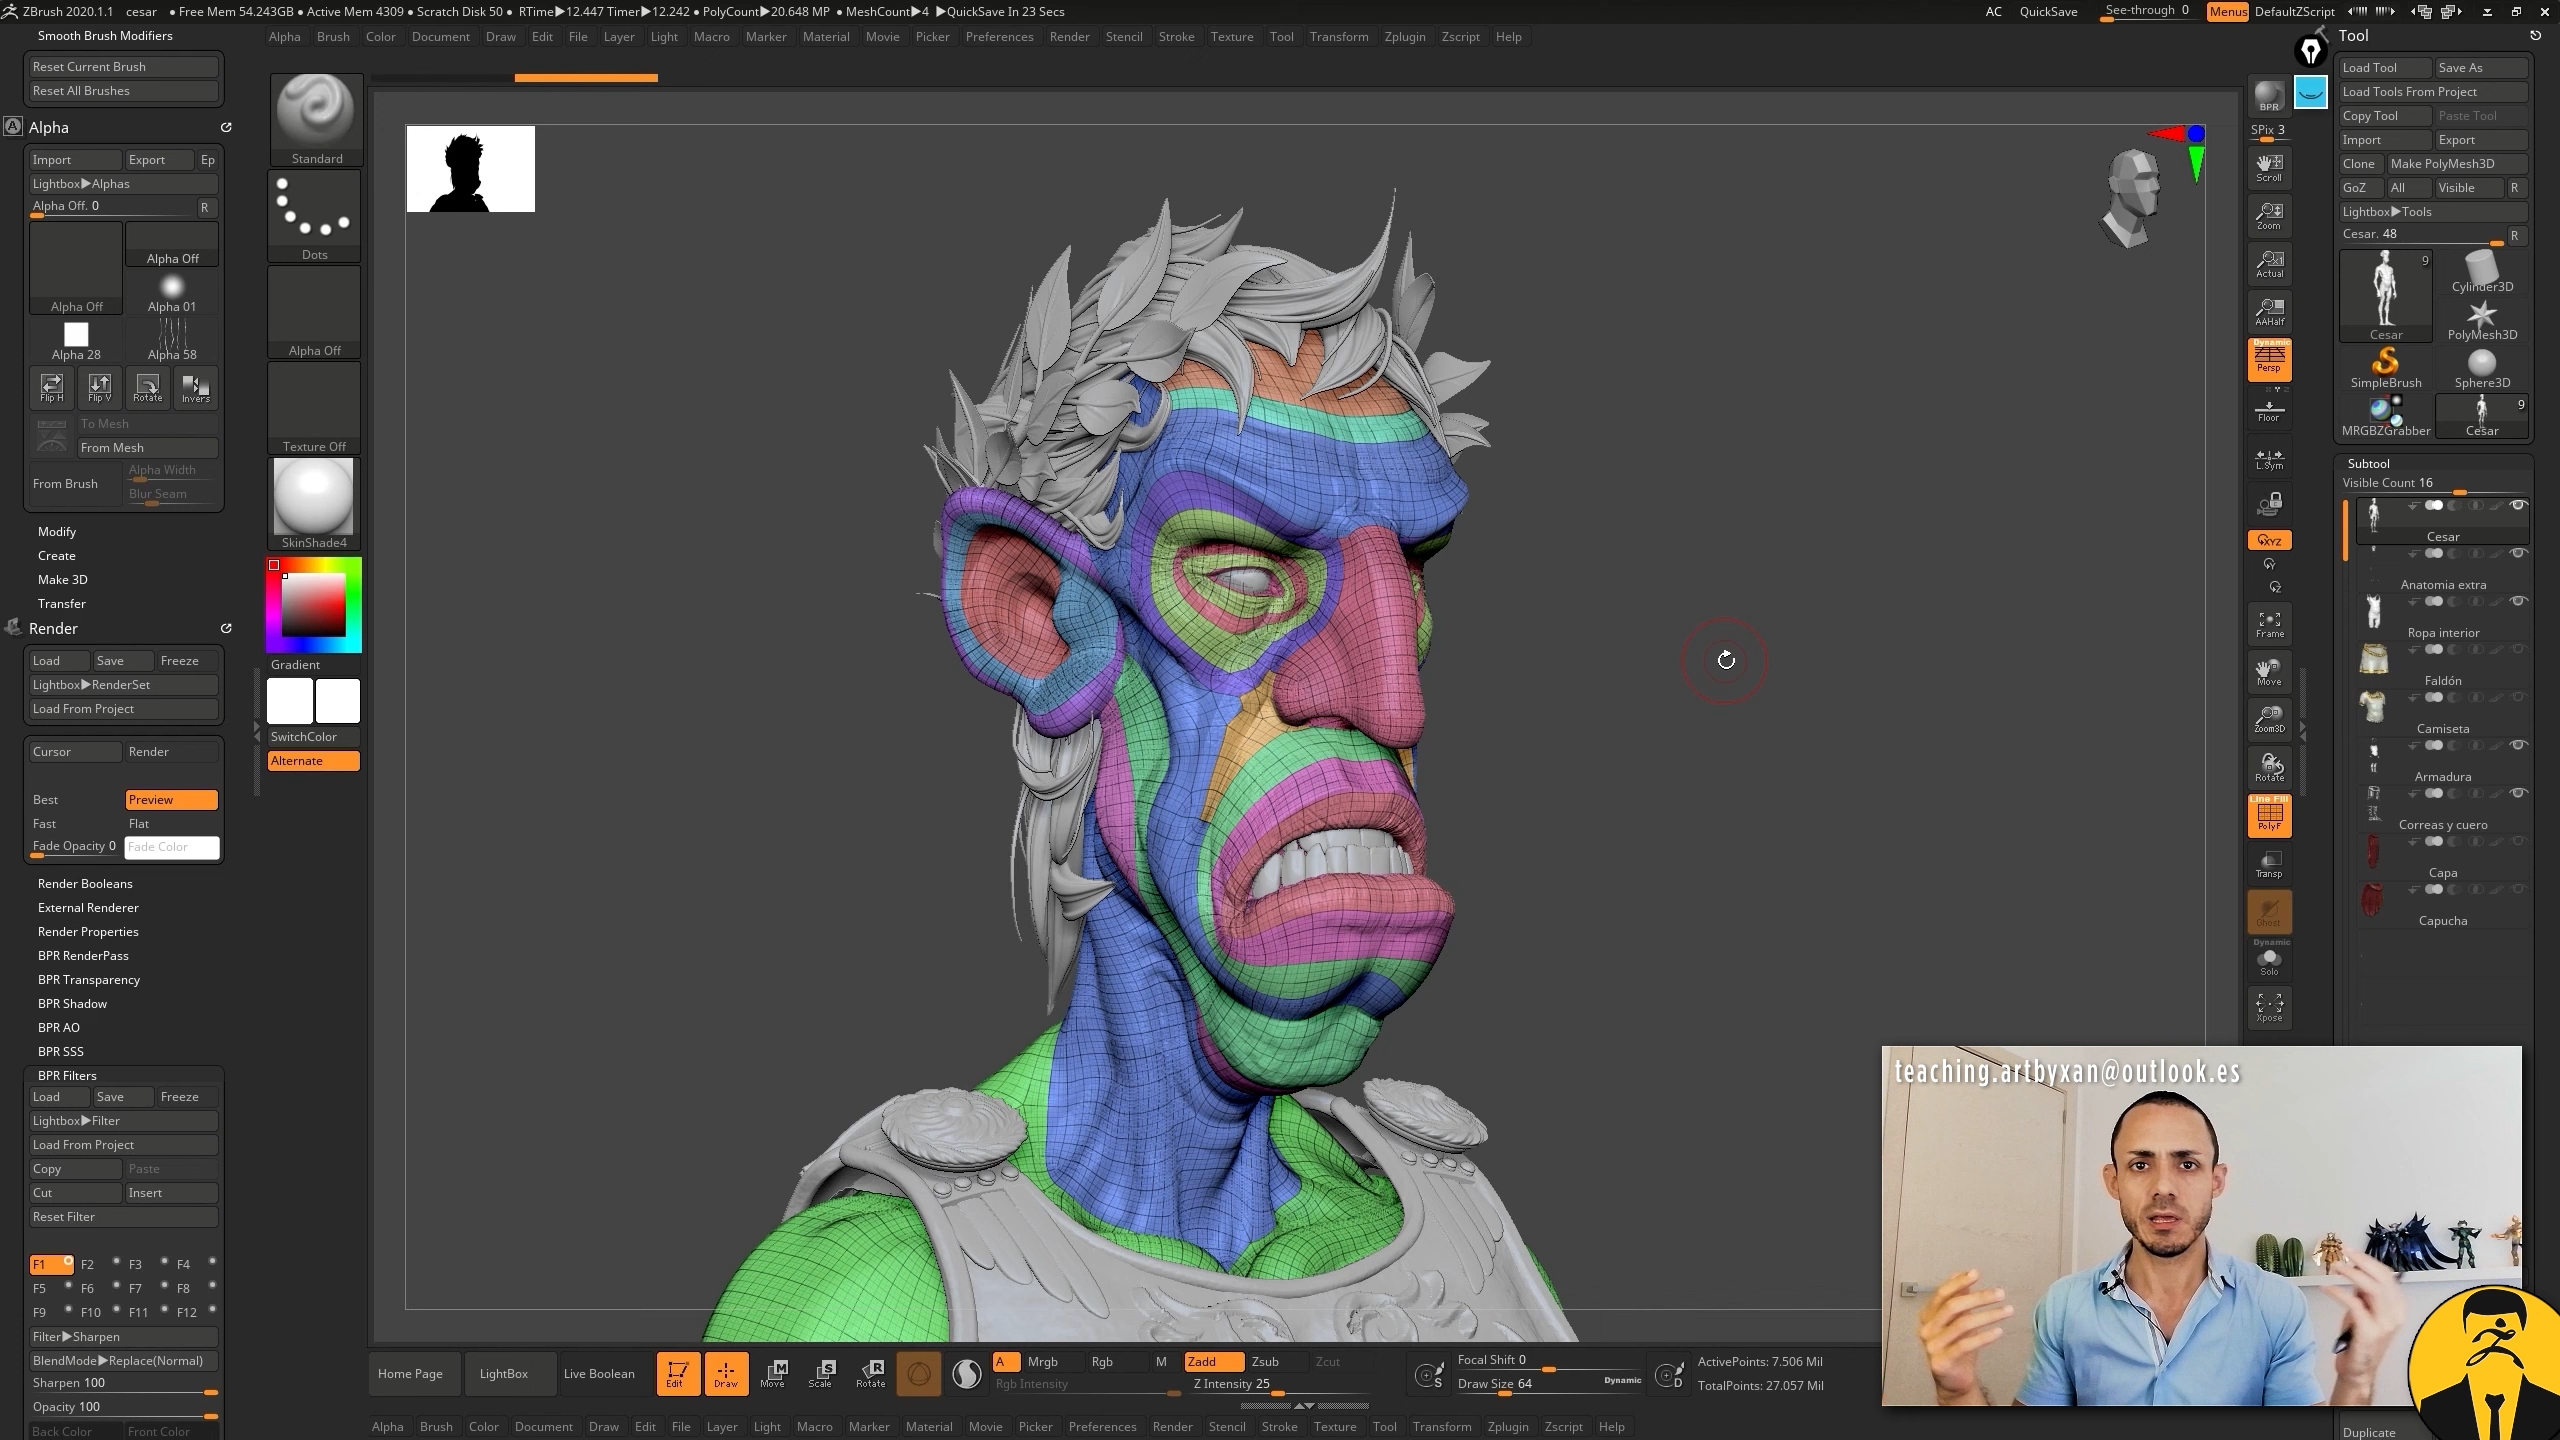 ZBrush 2020.1.1 cesar • Free Mem 54.243GB • Active Mem 4309 • Scratch Disk 50 • RTime▶12.447 Timer▶12.242 • PolyCount▶20.648 MP • MeshCount▶4 ▶QuickSave In 23 Secs
AC QuickSave See-through 0 Menus DefaultZScript
Alpha Brush Color Document Draw Edit File Layer Light Macro Marker Material Movie Picker Preferences Render Stencil Stroke Texture Tool Transform Zplugin Zscript Help
Smooth Brush Modifiers
Reset Current Brush
Reset All Brushes
Alpha
Import Export Ep
Lightbox▶Alphas
Alpha Off. 0 R
Alpha Off
Alpha Off
Alpha 01
Alpha 28 Alpha 58
Flip H Flip V Rotate Invers
To Mesh
From Mesh
Alpha Width
From Brush
Blur Seam
Modify
Create
Make 3D
Transfer
Render
Load Save Freeze
Lightbox▶RenderSet
Load From Project
Cursor Render
Best Preview
Fast Flat
Fade Opacity 0 Fade Color
Render Booleans
External Renderer
Render Properties
BPR RenderPass
BPR Transparency
BPR Shadow
BPR AO
BPR SSS
BPR Filters
Load Save Freeze
Lightbox▶Filter
Load From Project
Copy Paste
Cut Insert
Reset Filter
F1 F2 F3 F4
F5 F6 F7 F8
F9 F10 F11 F12
Filter▶Sharpen
BlendMode▶Replace(Normal)
Sharpen 100
Opacity 100
Back Color Front Color
Standard
Dots
Alpha Off
Texture Off
SkinShade4
Gradient
SwitchColor
Alternate
BPR
SPix 3
Scroll
Zoom
Actual
AAHalf
Dynamic
Persp
Floor
L.Sym
XYZ
Frame
Move
Zoom3D
Rotate
Line Fill
PolyF
Transp
Ghost
Dynamic
Solo
Xpose
Tool
Load Tool Save As
Load Tools From Project
Copy Tool Paste Tool
Import Export
Clone Make PolyMesh3D
GoZ All Visible R
Lightbox▶Tools
Cesar. 48 R
9
Cylinder3D
Cesar PolyMesh3D
SimpleBrush Sphere3D
9
MRGBZGrabber Cesar
Subtool
Visible Count 16
Cesar
Anatomia extra
Ropa interior
Faldón
Camiseta
Armadura
Correas y cuero
Capa
Capucha
Duplicate
teaching.artbyxan@outlook.es
Home Page LightBox Live Boolean Edit Draw Move Scale Rotate
M S R
A Mrgb Rgb M Zadd Zsub Zcut
Rgb Intensity Z Intensity 25
S Focal Shift 0
Draw Size 64 Dynamic D
ActivePoints: 7.506 Mil
TotalPoints: 27.057 Mil
Alpha Brush Color Document Draw Edit File Layer Light Macro Marker Material Movie Picker Preferences Render Stencil Stroke Texture Tool Transform Zplugin Zscript Help